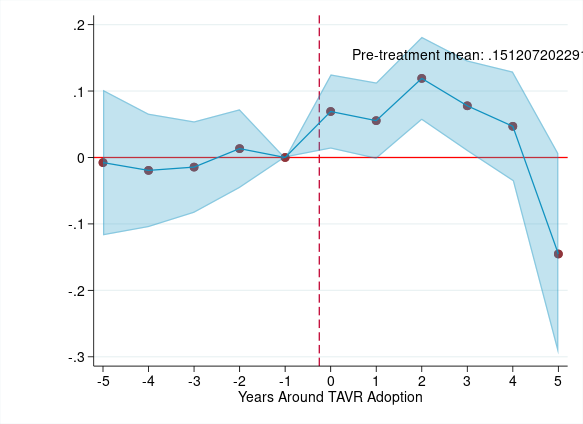 .2
Pre-treatment mean: .15120720229
.1
0
-.1
-.2
-.3
-5 -4 -3 -2 -1 0 1 2 3 4 5
Years Around TAVR Adoption